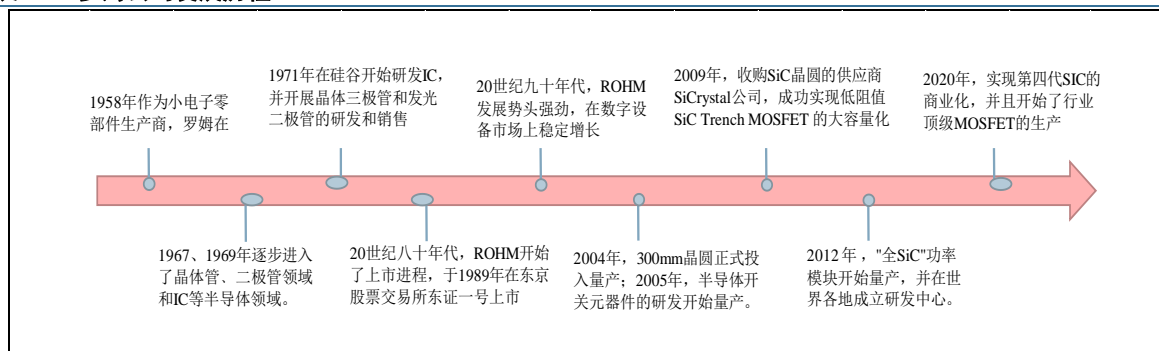 1958年作为小电子零
部件生产商，罗姆在
1967、1969年逐步进入
了晶体管、二极管领域
和IC等半导体领域。
1971年在硅谷开始研发IC，
并开展晶体三极管和发光
二极管的研发和销售
20世纪八十年代，ROHM开始
了上市进程，于1989年在东京
股票交易所东证一号上市
20世纪九十年代，ROHM
发展势头强劲，在数字设
备市场上稳定增长
2004年，300mm晶圆正式投
入量产；2005年，半导体开
关元器件的研发开始量产。
2009年，收购SiC晶圆的供应商
SiCrystal公司，成功实现低阻值
SiC Trench MOSFET 的大容量化
2012年，"全SiC"功率
模块开始量产，并在世
界各地成立研发中心。
2020年，实现第四代SIC的
商业化，并且开始了行业
顶级MOSFET的生产